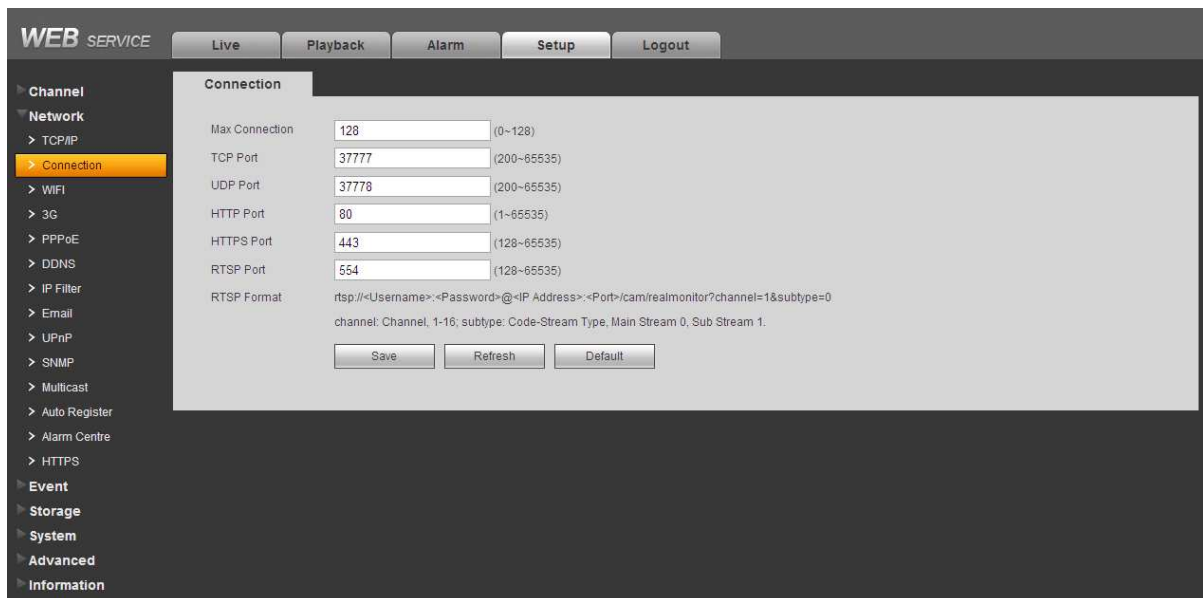 WEB SERVICE
Live Playback Alarm Setup Logout
Channel
Network
> TCP/IP
> Connection
> WIFI
> 3G
> PPPoE
> DDNS
> IP Filter
> Email
> UPnP
> SNMP
> Multicast
> Auto Register
> Alarm Centre
> HTTPS
Event
Storage
System
Advanced
Information
Connection
Max Connection 128 (0~128)
TCP Port 37777 (200~65535)
UDP Port 37778 (200~65535)
HTTP Port 80 (1~65535)
HTTPS Port 443 (128~65535)
RTSP Port 554 (128~65535)
RTSP Format rtsp://<Username>:<Password>@<IP Address>:<Port>/cam/realmonitor?channel=1&subtype=0
channel: Channel, 1-16; subtype: Code-Stream Type, Main Stream 0, Sub Stream 1.
Save Refresh Default